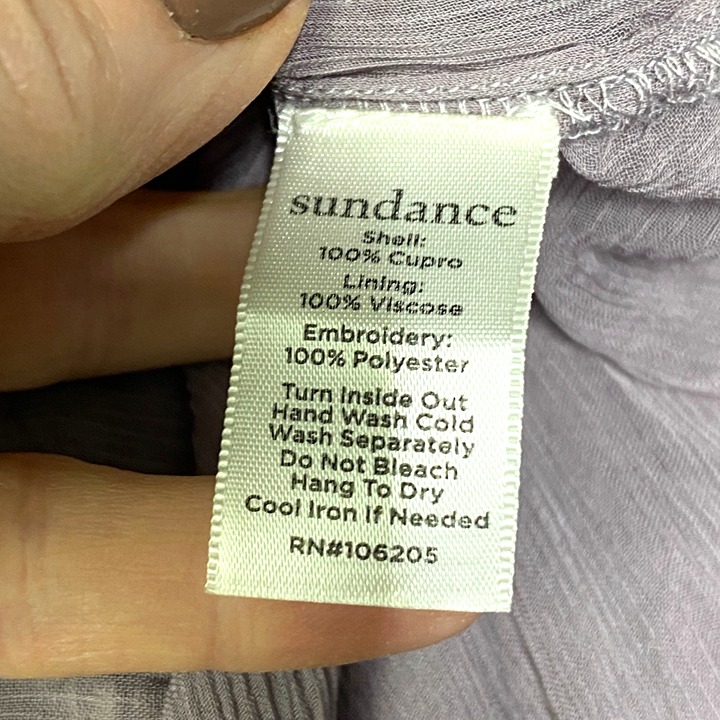 sundance
Shell:
100% Cupro
Lining:
100% Viscose
Embroidery:
100% Polyester
Turn Inside Out
Hand Wash Cold
Wash Separately
Do Not Bleach
Hang To Dry
Cool Iron If Needed
RN#106205